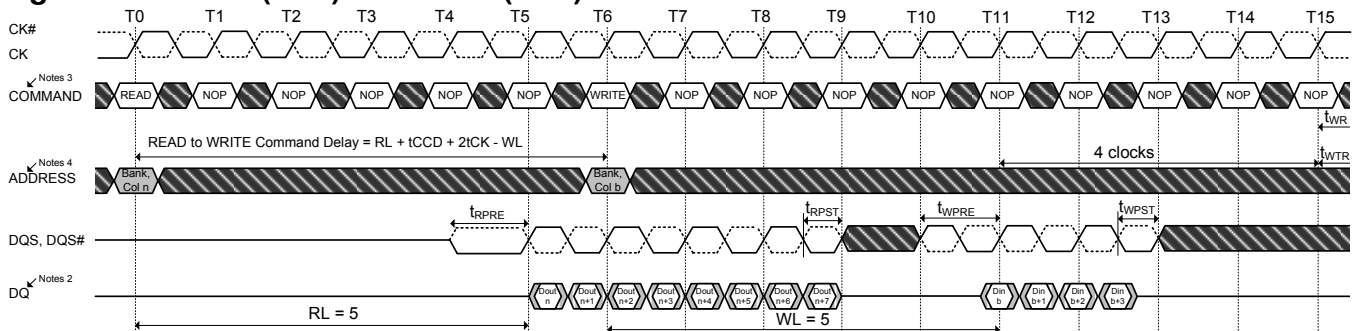 T0 T1 T2 T3 T4 T5 T6 T7 T8 T9 T10 T11 T12 T13 T14 T15
CK#
CK
Notes 3
COMMAND READ NOP NOP NOP NOP NOP WRITE NOP NOP NOP NOP NOP NOP NOP NOP NOP
tWR
READ to WRITE Command Delay = RL + tCCD + 2tCK - WL
4 clocks
tWTR
Notes 4
ADDRESS
Bank, Col n
Bank, Col b
tRPRE tRPST tWPRE tWPST
DQS, DQS#
Notes 2
DQ
Dout n
Dout n+1
Dout n+2
Dout n+3
Dout n+4
Dout n+5
Dout n+6
Dout n+7
Din b
Din b+1
Din b+2
Din b+3
RL = 5
WL = 5